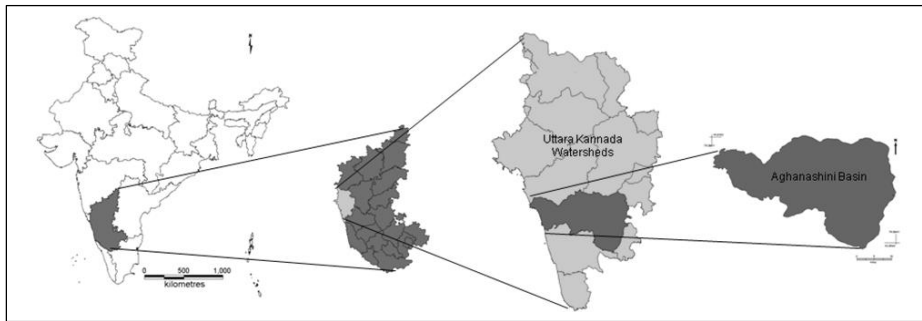 0 500 1,000
kilometres
Uttara Kannada
Watersheds
Aghanashini Basin